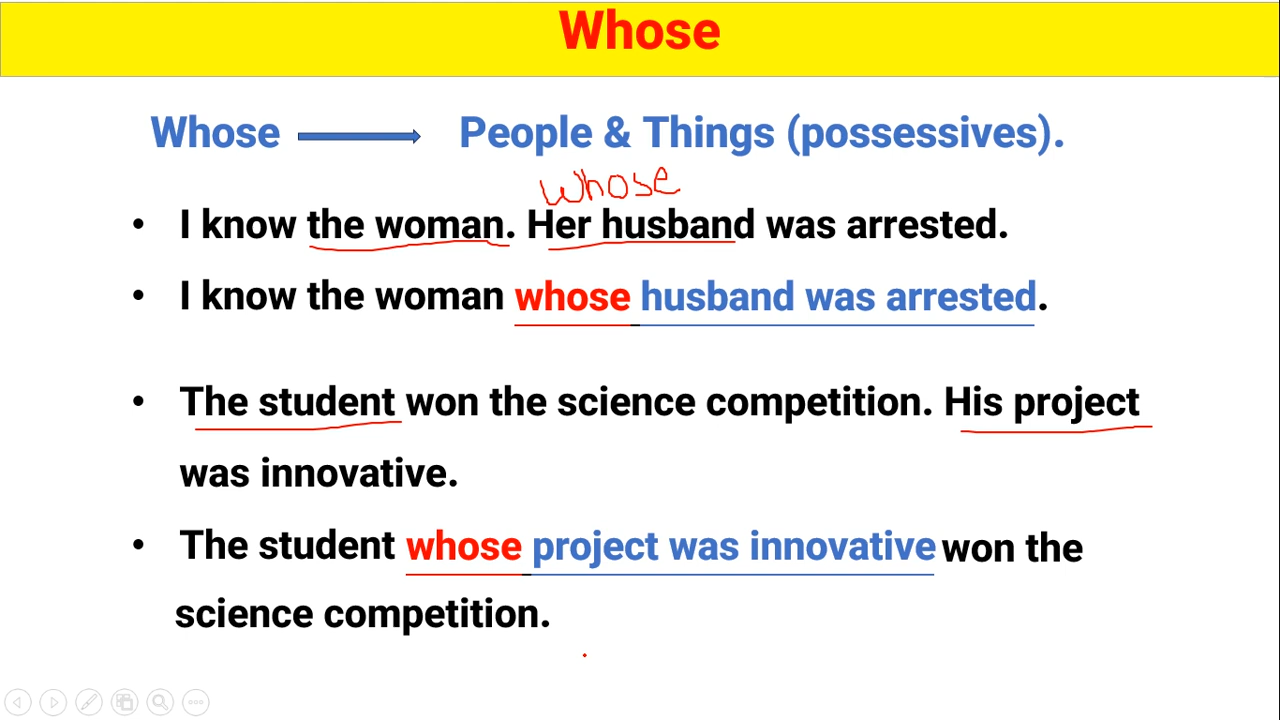 Whose
Whose People & Things (possessives).
whose
• I know the woman. Her husband was arrested.
• I know the woman whose husband was arrested.
• The student won the science competition. His project
was innovative.
• The student whose project was innovative won the
science competition.